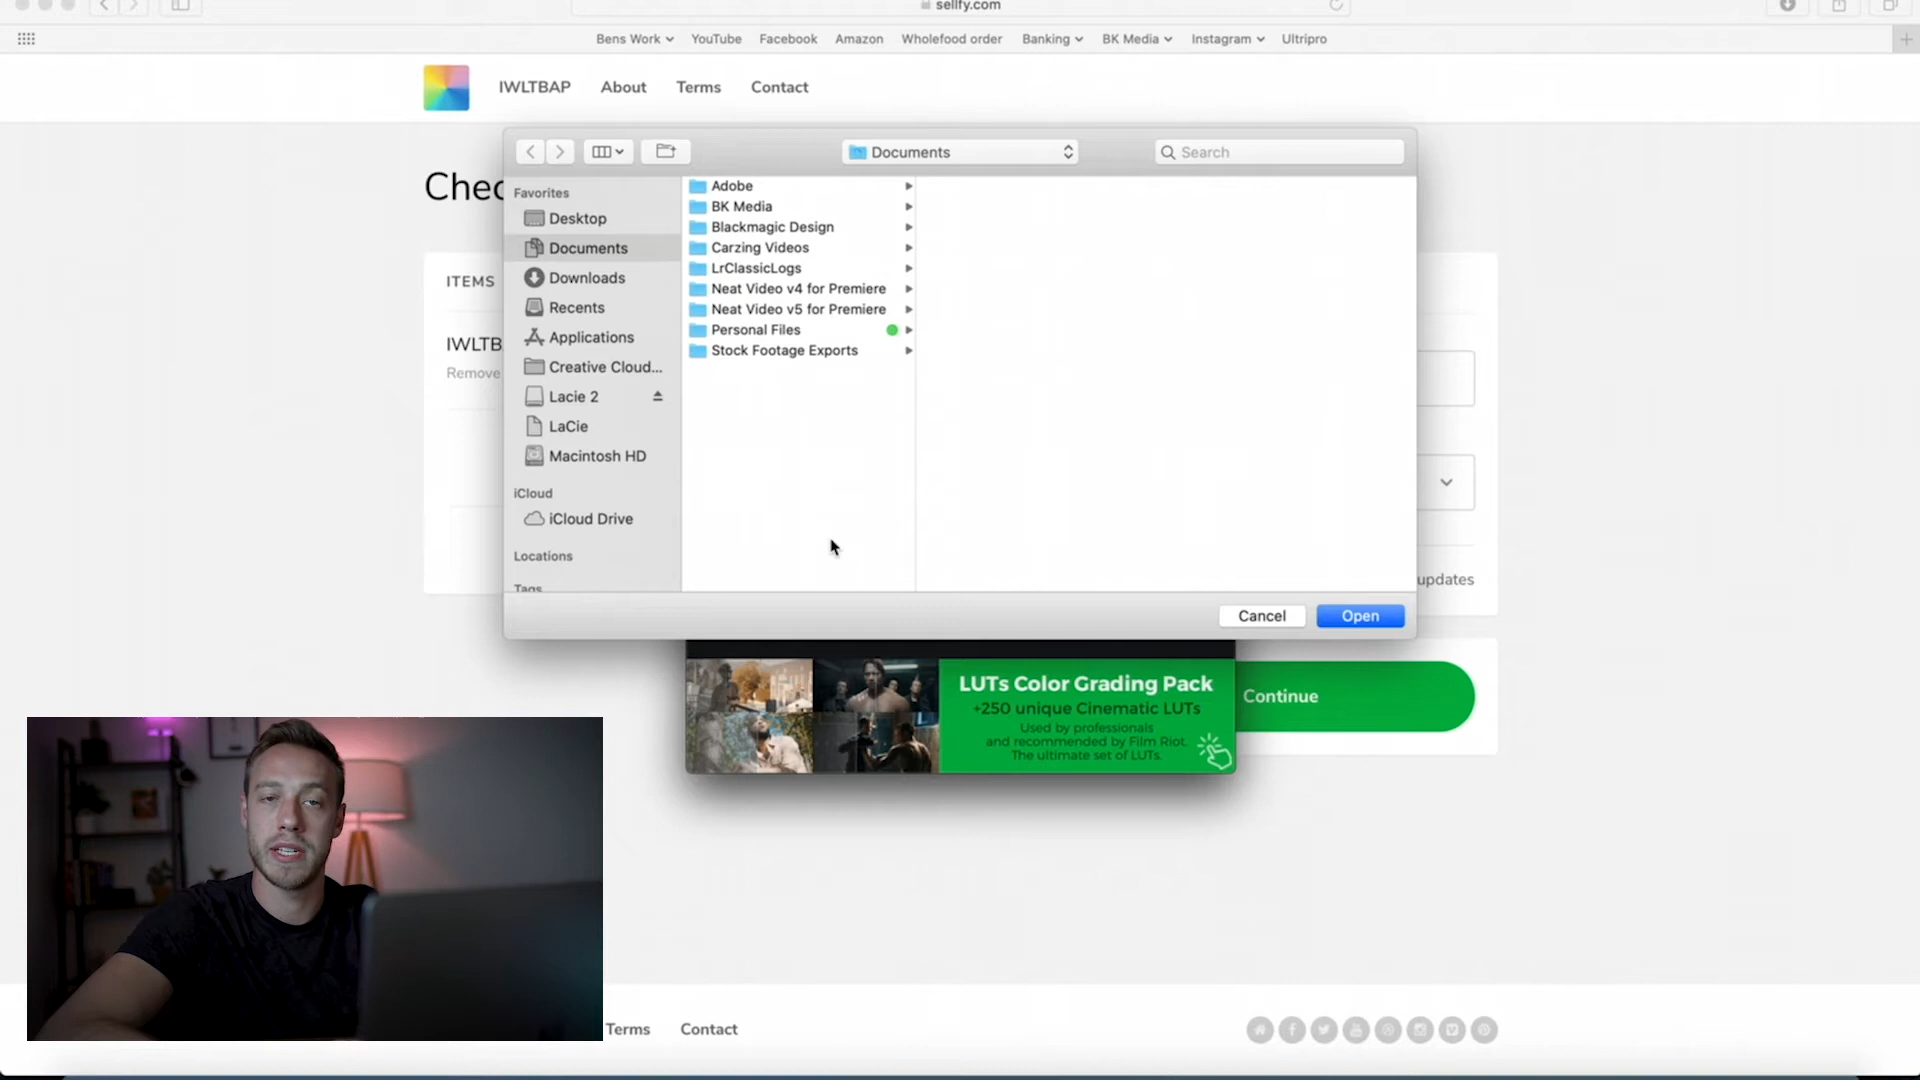 sellfy.com
Bens Work YouTube Facebook Amazon Wholefood order Banking BK Media Instagram Ultripro
IWLTBAP About Terms Contact
Documents
Search
Favorites
Desktop
Documents
Downloads
Recents
Applications
Creative Cloud...
Lacie 2
LaCie
Macintosh HD
iCloud
iCloud Drive
Locations
Tags
Adobe
BK Media
Blackmagic Design
Carzing Videos
LrClassicLogs
Neat Video v4 for Premiere
Neat Video v5 for Premiere
Personal Files
Stock Footage Exports
Cancel Open
Chec
ITEMS
IWLTB
Remove
updates
LUTs Color Grading Pack
+250 unique Cinematic LUTs
Used by professionals
and recommended by Film Riot.
The ultimate set of LUTs.
Continue
Terms Contact